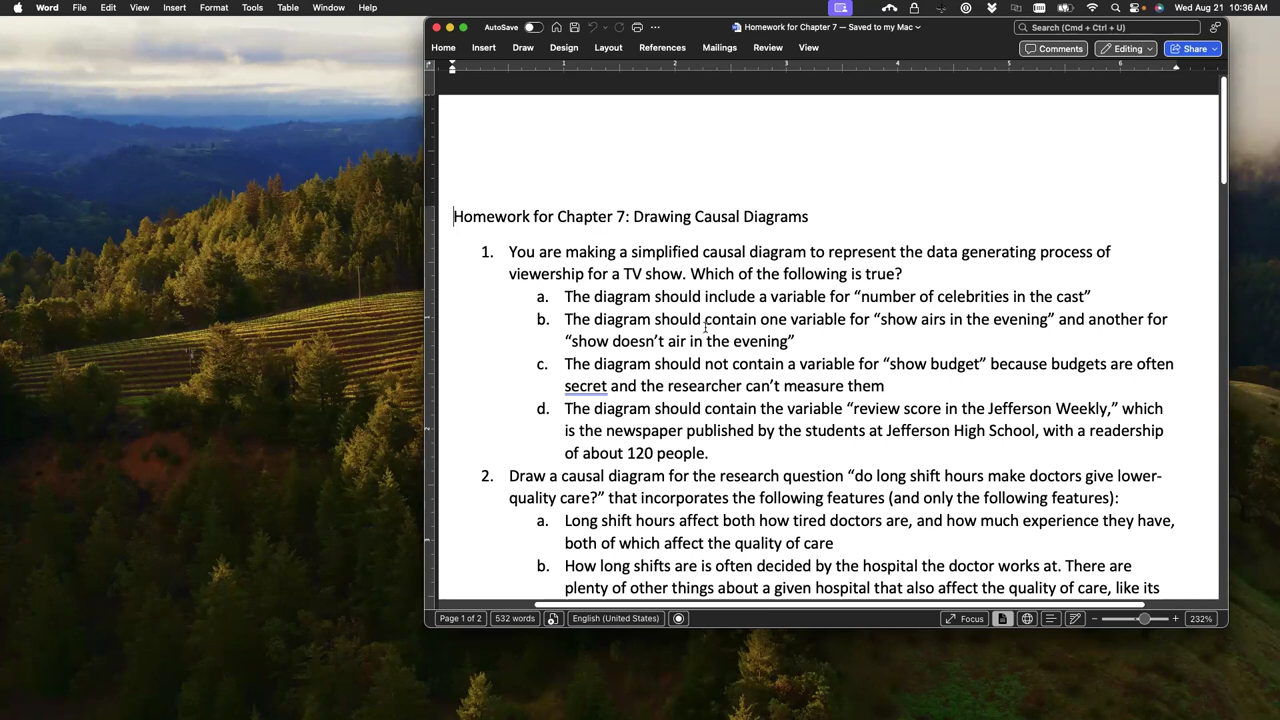 Word File Edit View Insert Format Tools Table Window Help Wed Aug 21 10:36 AM
AutoSave Homework for Chapter 7 — Saved to my Mac Search (Cmd + Ctrl + U)
Home Insert Draw Design Layout References Mailings Review View Comments Editing Share
1 2 3 4 5 6
Homework for Chapter 7: Drawing Causal Diagrams
1. You are making a simplified causal diagram to represent the data generating process of
viewership for a TV show. Which of the following is true?
a. The diagram should include a variable for “number of celebrities in the cast”
b. The diagram should contain one variable for “show airs in the evening” and another for
“show doesn’t air in the evening”
c. The diagram should not contain a variable for “show budget” because budgets are often
secret and the researcher can’t measure them
d. The diagram should contain the variable “review score in the Jefferson Weekly,” which
is the newspaper published by the students at Jefferson High School, with a readership
of about 120 people.
2. Draw a causal diagram for the research question “do long shift hours make doctors give lower-
quality care?” that incorporates the following features (and only the following features):
a. Long shift hours affect both how tired doctors are, and how much experience they have,
both of which affect the quality of care
b. How long shifts are is often decided by the hospital the doctor works at. There are
plenty of other things about a given hospital that also affect the quality of care, like its
Page 1 of 2 532 words English (United States) Focus 232%